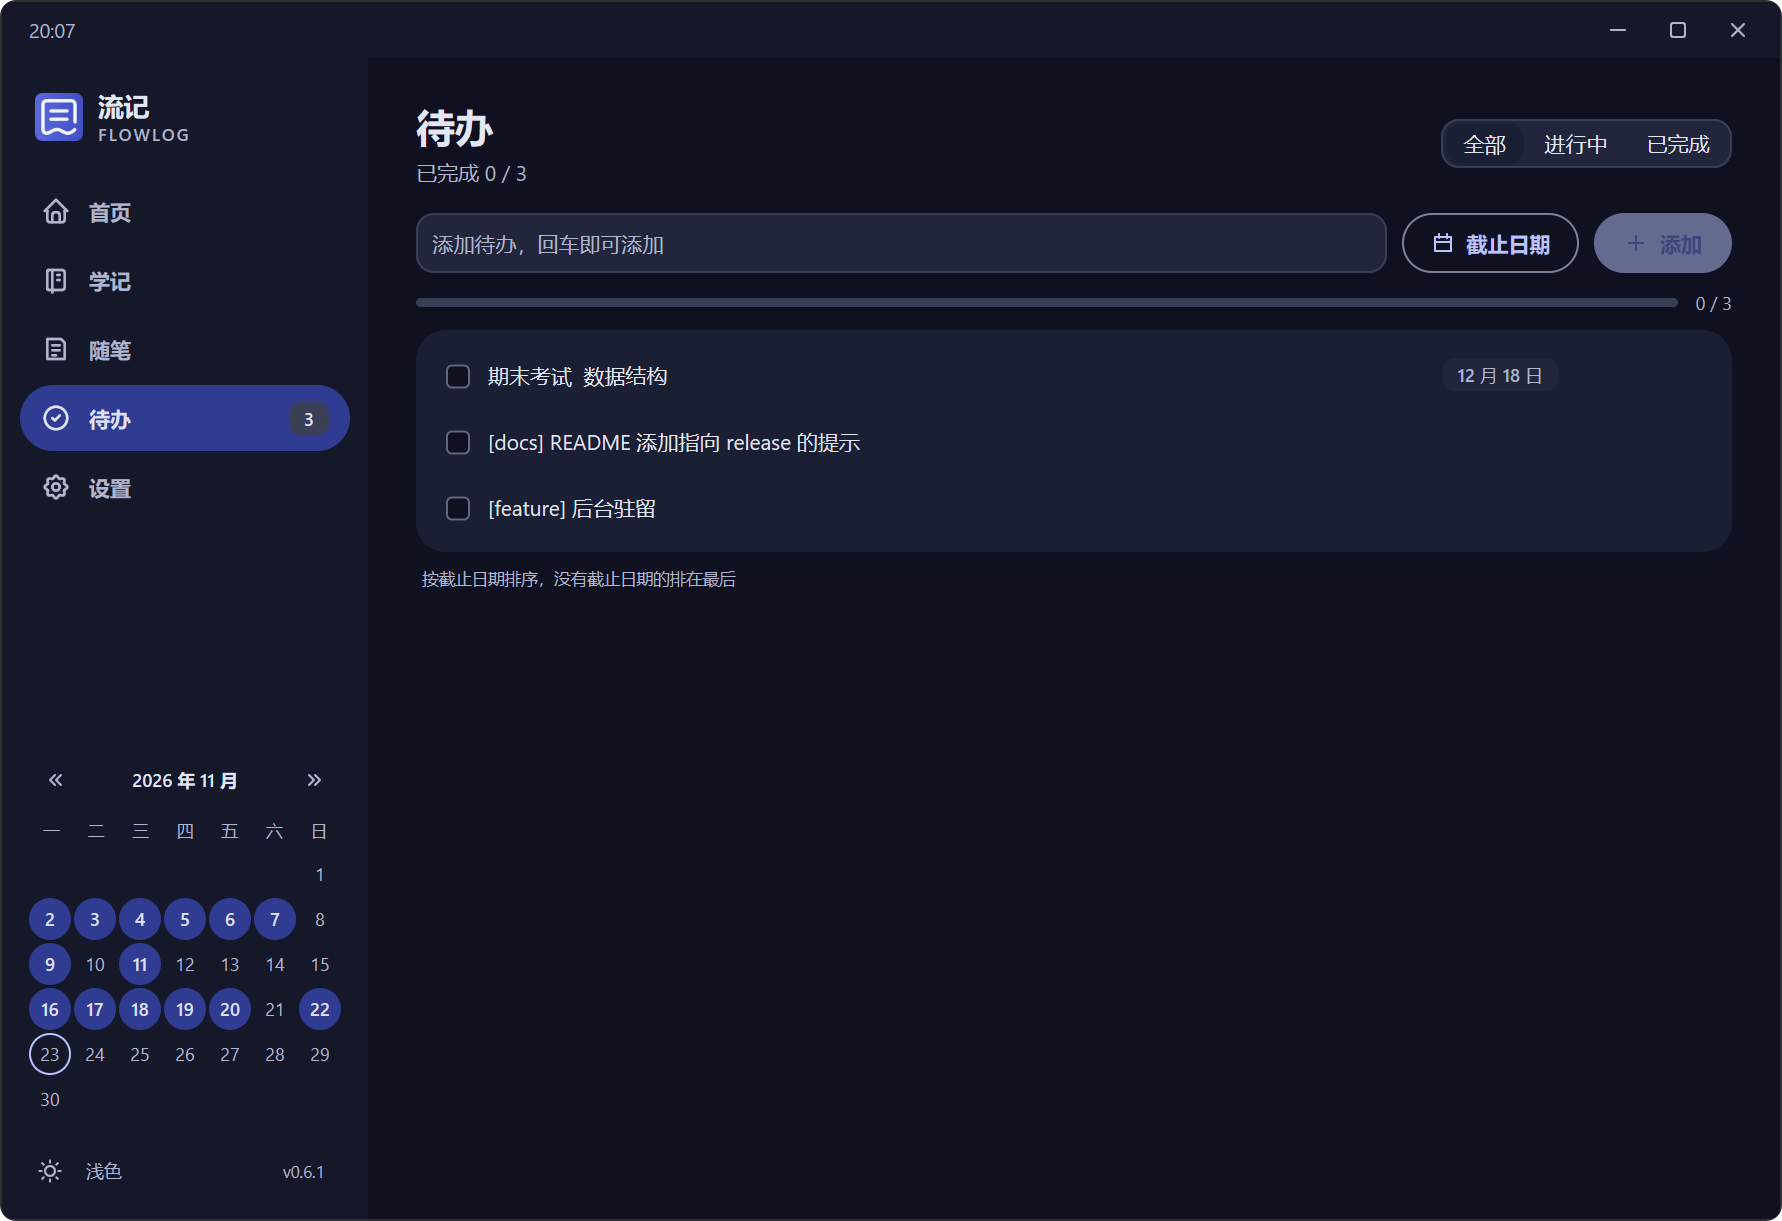 20:07
流记
FLOWLOG
首页
学记
随笔
待办 3
设置
2026 年 11 月
一 二 三 四 五 六 日
1
2 3 4 5 6 7 8
9 10 11 12 13 14 15
16 17 18 19 20 21 22
23 24 25 26 27 28 29
30
浅色 v0.6.1
待办
已完成 0 / 3
全部 进行中 已完成
添加待办，回车即可添加 截止日期 + 添加
0 / 3
期末考试 数据结构 12 月 18 日
[docs] README 添加指向 release 的提示
[feature] 后台驻留
按截止日期排序，没有截止日期的排在最后